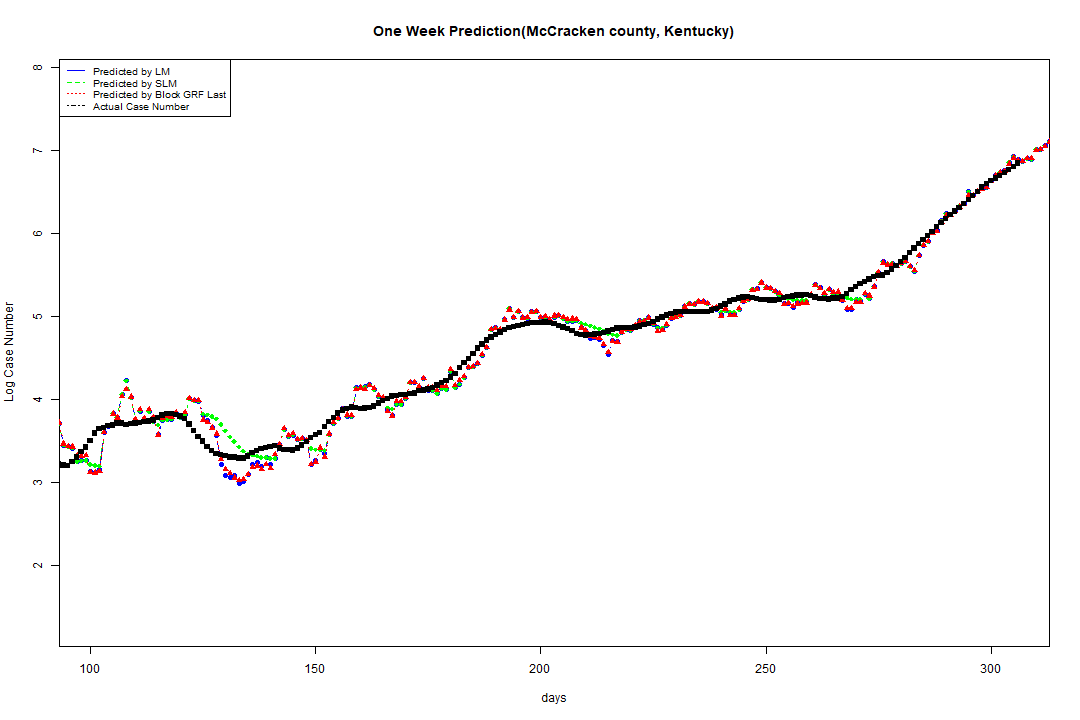 One Week Prediction(McCracken county, Kentucky)
Predicted by LM
Predicted by SLM
Predicted by Block GRF Last
Actual Case Number
8
7
6
5
4
3
2
Log Case Number
100 150 200 250 300
days